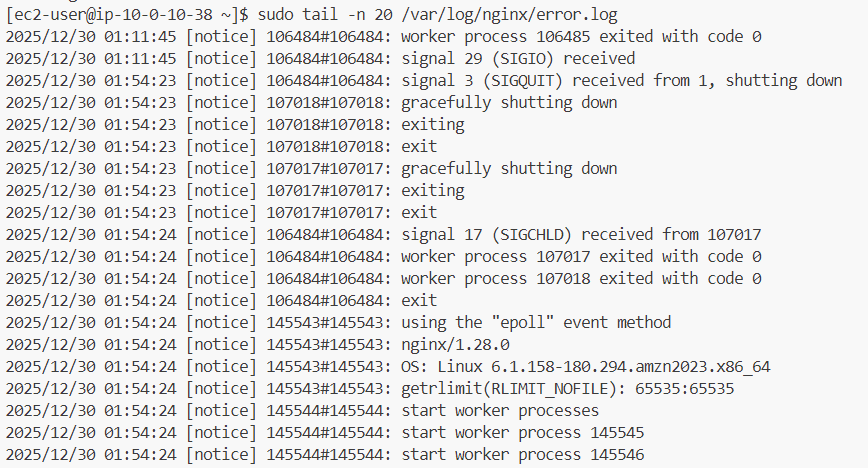 [ec2-user@ip-10-0-10-38 ~]$ sudo tail -n 20 /var/log/nginx/error.log
2025/12/30 01:11:45 [notice] 106484#106484: worker process 106485 exited with code 0
2025/12/30 01:11:45 [notice] 106484#106484: signal 29 (SIGIO) received
2025/12/30 01:54:23 [notice] 106484#106484: signal 3 (SIGQUIT) received from 1, shutting down
2025/12/30 01:54:23 [notice] 107018#107018: gracefully shutting down
2025/12/30 01:54:23 [notice] 107018#107018: exiting
2025/12/30 01:54:23 [notice] 107018#107018: exit
2025/12/30 01:54:23 [notice] 107017#107017: gracefully shutting down
2025/12/30 01:54:23 [notice] 107017#107017: exiting
2025/12/30 01:54:23 [notice] 107017#107017: exit
2025/12/30 01:54:24 [notice] 106484#106484: signal 17 (SIGCHLD) received from 107017
2025/12/30 01:54:24 [notice] 106484#106484: worker process 107017 exited with code 0
2025/12/30 01:54:24 [notice] 106484#106484: worker process 107018 exited with code 0
2025/12/30 01:54:24 [notice] 106484#106484: exit
2025/12/30 01:54:24 [notice] 145543#145543: using the "epoll" event method
2025/12/30 01:54:24 [notice] 145543#145543: nginx/1.28.0
2025/12/30 01:54:24 [notice] 145543#145543: OS: Linux 6.1.158-180.294.amzn2023.x86_64
2025/12/30 01:54:24 [notice] 145543#145543: getrlimit(RLIMIT_NOFILE): 65535:65535
2025/12/30 01:54:24 [notice] 145544#145544: start worker processes
2025/12/30 01:54:24 [notice] 145544#145544: start worker process 145545
2025/12/30 01:54:24 [notice] 145544#145544: start worker process 145546